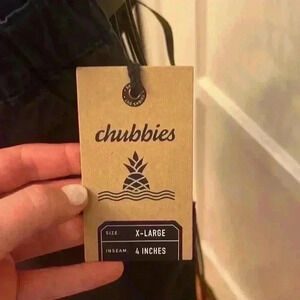 chubbies
SIZE: X-LARGE
INSEAM: 4 INCHES